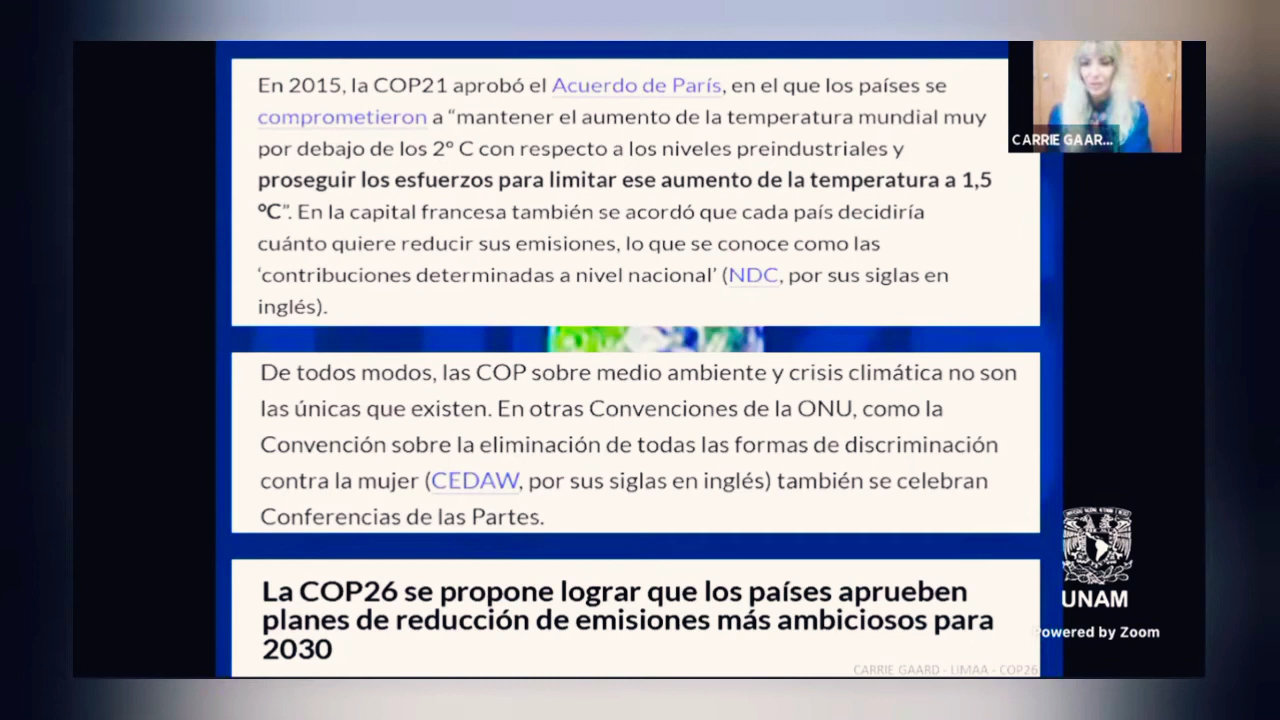 En 2015, la COP21 aprobó el Acuerdo de París, en el que los países se
comprometieron a “mantener el aumento de la temperatura mundial muy
por debajo de los 2° C con respecto a los niveles preindustriales y
proseguir los esfuerzos para limitar ese aumento de la temperatura a 1,5
°C”. En la capital francesa también se acordó que cada país decidiría
cuánto quiere reducir sus emisiones, lo que se conoce como las
‘contribuciones determinadas a nivel nacional’ (NDC, por sus siglas en
inglés).
CARRIE GAAR...
De todos modos, las COP sobre medio ambiente y crisis climática no son
las únicas que existen. En otras Convenciones de la ONU, como la
Convención sobre la eliminación de todas las formas de discriminación
contra la mujer (CEDAW, por sus siglas en inglés) también se celebran
Conferencias de las Partes.
La COP26 se propone lograr que los países aprueben
planes de reducción de emisiones más ambiciosos para
2030
UNAM
Powered by Zoom
CARRIE GAARD - LIMAA - COP26